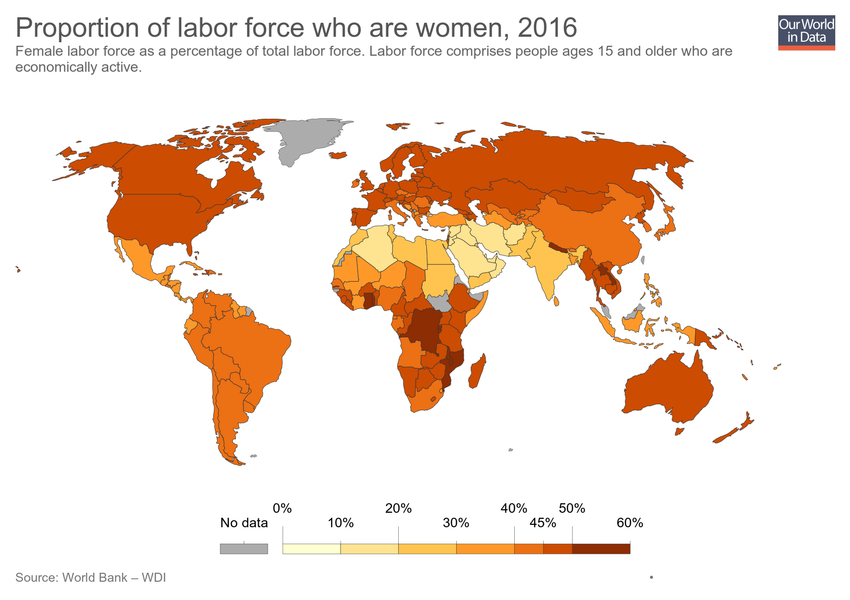 Proportion of labor force who are women, 2016
Our World
in Data
Female labor force as a percentage of total labor force. Labor force comprises people ages 15 and older who are
economically active.
0% 20% 40% 50%
No data 10% 30% 45% 60%
Source: World Bank – WDI